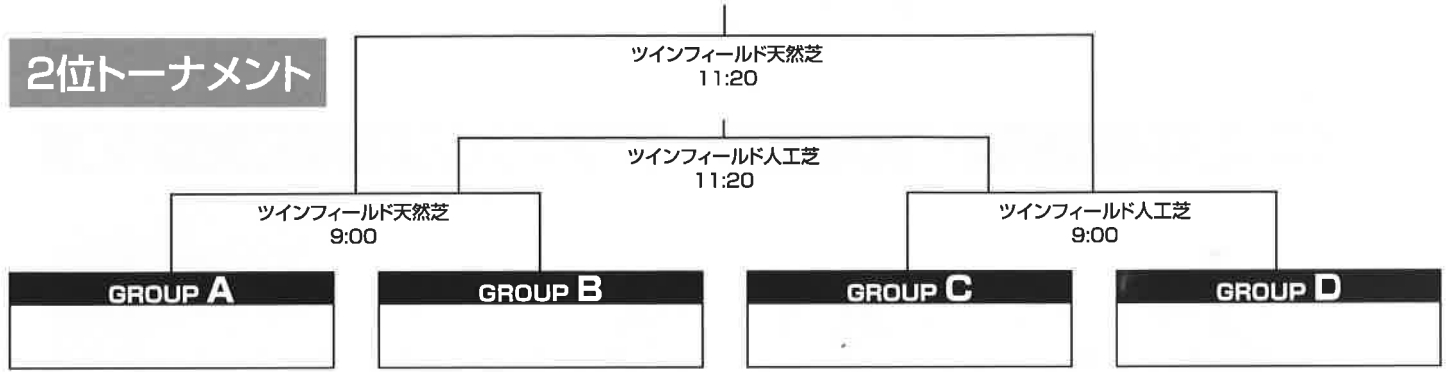 2位トーナメント
ツインフィールド天然芝
11:20
ツインフィールド人工芝
11:20
ツインフィールド天然芝
9:00
ツインフィールド人工芝
9:00
GROUP A
GROUP B
GROUP C
GROUP D